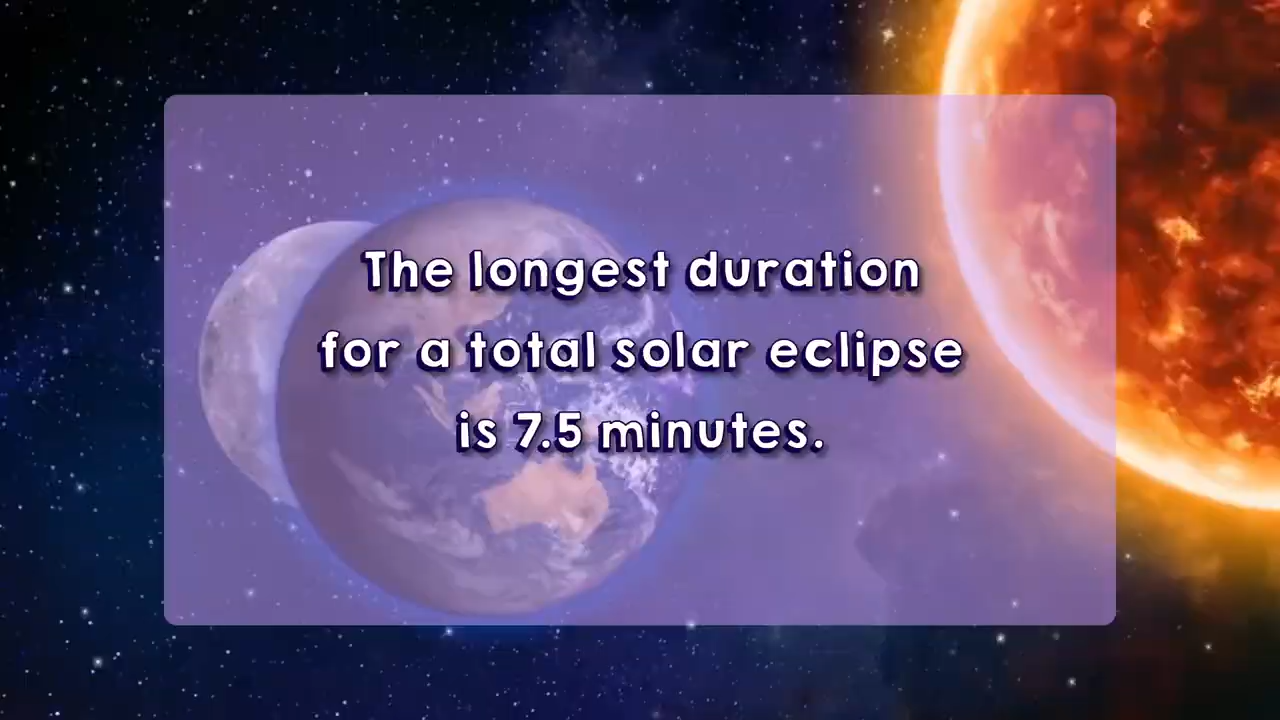 The longest duration
for a total solar eclipse
is 7.5 minutes.